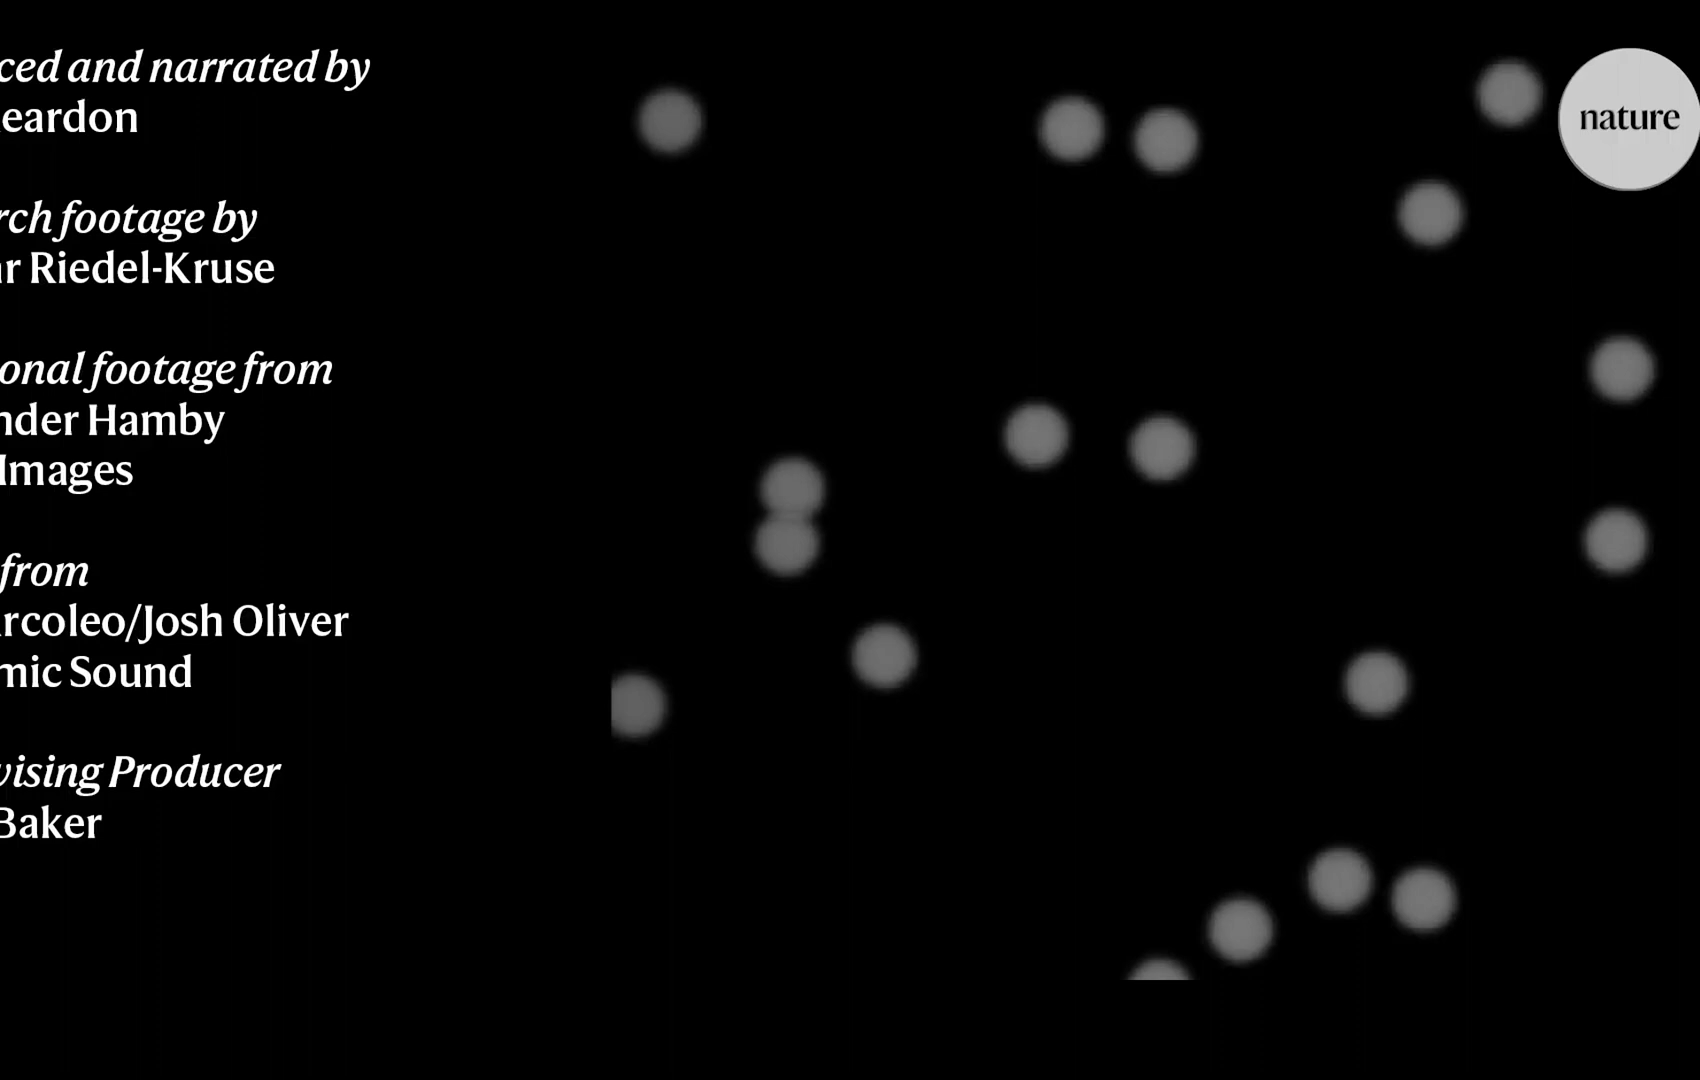 ced and narrated by
eardon
rch footage by
ar Riedel-Kruse
onal footage from
nder Hamby
Images
from
rcoleo/Josh Oliver
mic Sound
vising Producer
Baker
nature